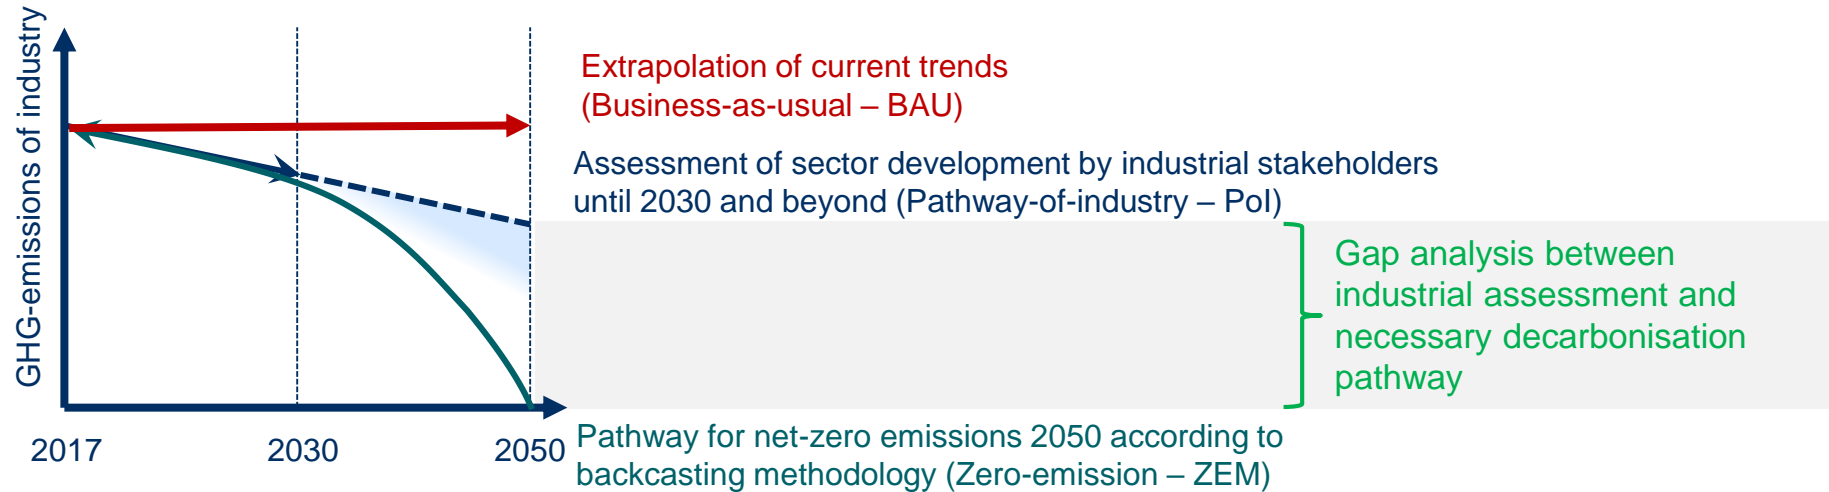 GHG-emissions of industry
Extrapolation of current trends
(Business-as-usual – BAU)
Assessment of sector development by industrial stakeholders
until 2030 and beyond (Pathway-of-industry – PoI)
Gap analysis between
industrial assessment and
necessary decarbonisation
pathway
2017
2030
2050
Pathway for net-zero emissions 2050 according to
backcasting methodology (Zero-emission – ZEM)